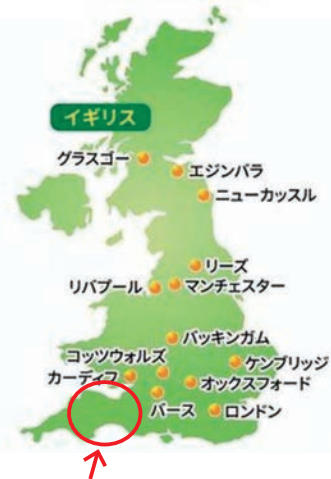 イギリス
グラスゴー
エジンバラ
ニューカッスル
リーズ
リバプール
マンチェスター
バッキンガム
コッツウォルズ
ケンブリッジ
カーディフ
オックスフォード
バース
ロンドン